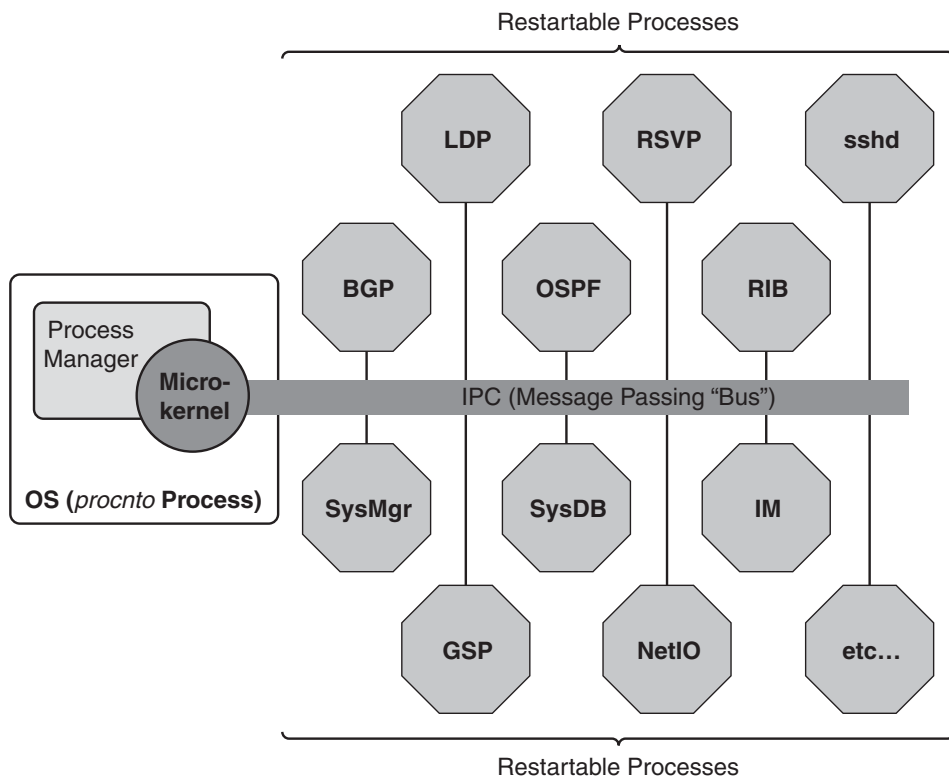 Restartable Processes
LDP
RSVP
sshd
BGP
OSPF
RIB
Process
Manager
Micro-
kernel
IPC (Message Passing “Bus”)
OS (procnto Process)
SysMgr
SysDB
IM
GSP
NetIO
etc…
Restartable Processes